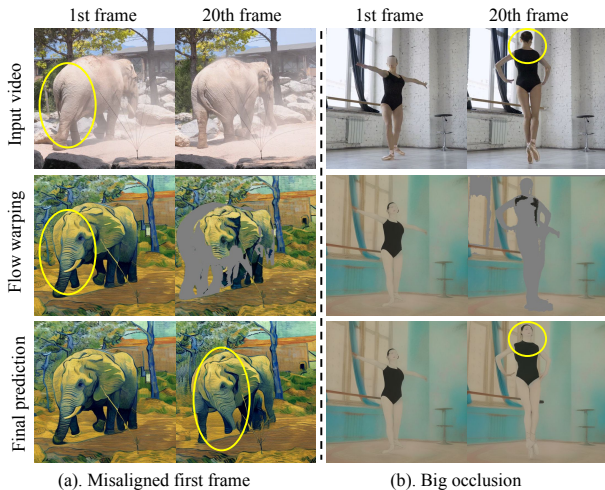 1st frame 20th frame 1st frame 20th frame
Input video
Flow warping
Final prediction
(a). Misaligned first frame (b). Big occlusion